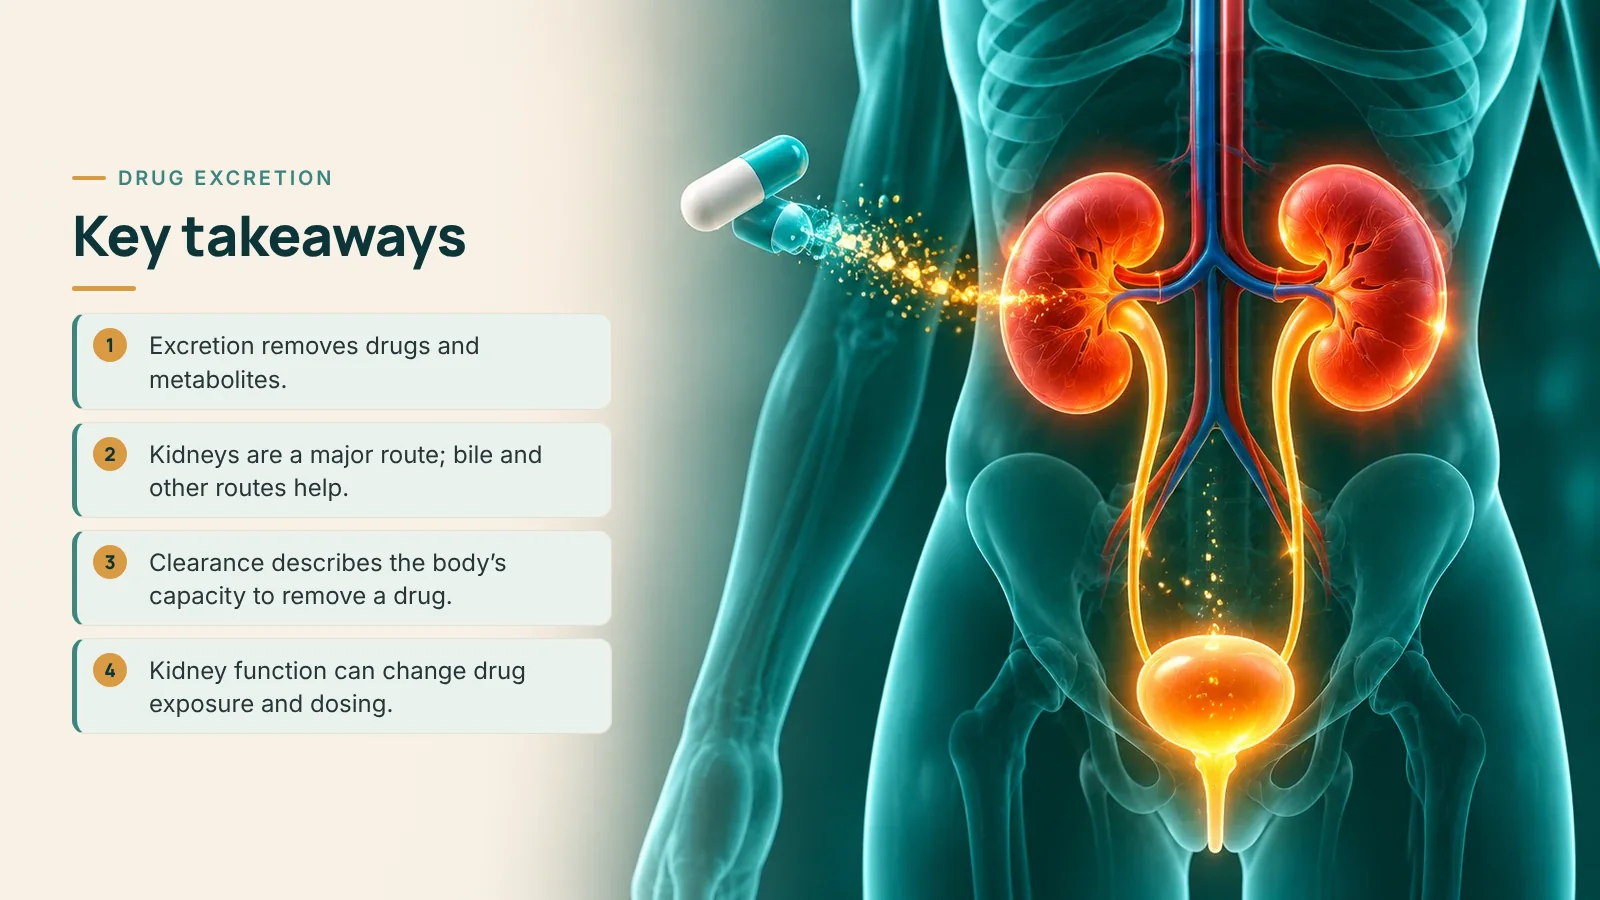 DRUG EXCRETION
Key takeaways
1
Excretion removes drugs and
metabolites.
2
Kidneys are a major route; bile and
other routes help.
3
Clearance describes the body’s
capacity to remove a drug.
4
Kidney function can change drug
exposure and dosing.